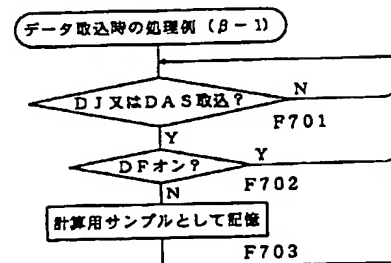 データ取込時の処理例（β－1）
DJ又はDAS取込？
N
F701
Y
DFオン？
Y
F702
N
計算用サンプルとして記憶
F703